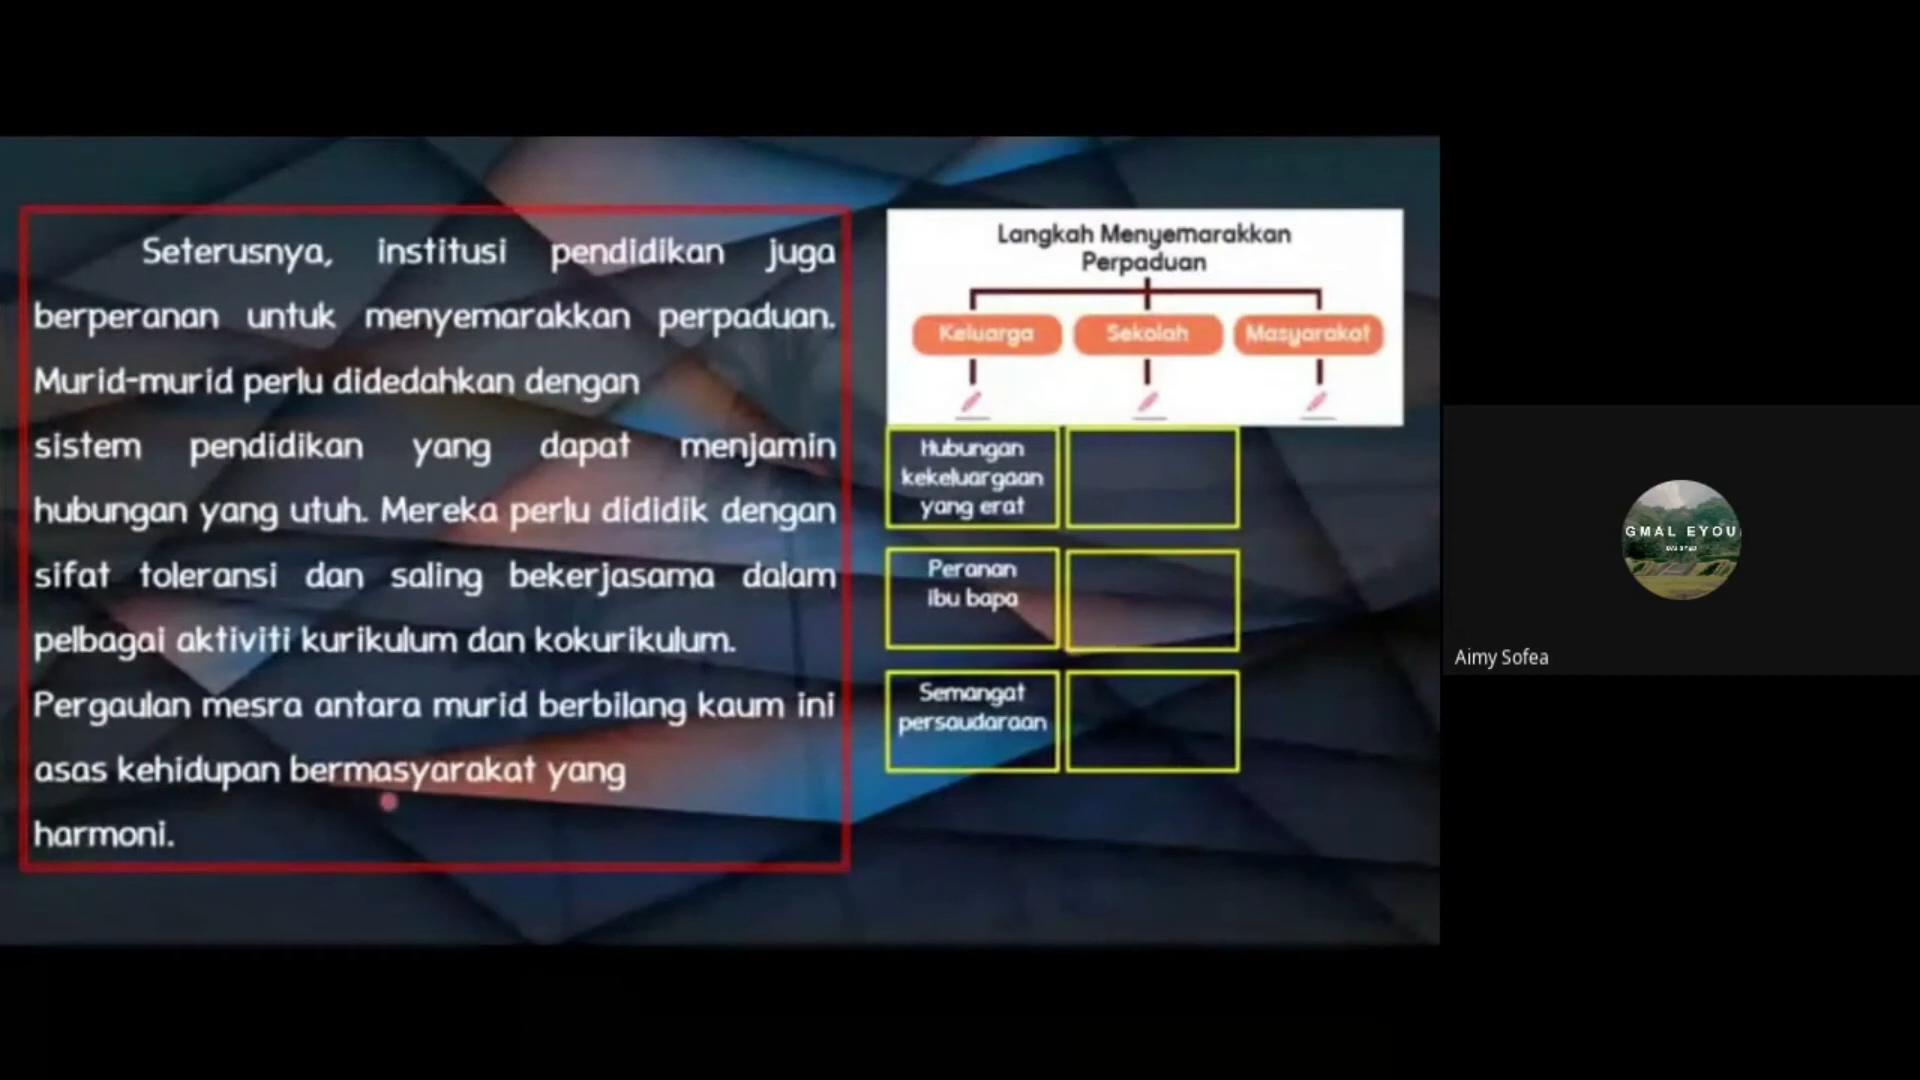 Seterusnya, institusi pendidikan juga
berperanan untuk menyemarakkan perpaduan.
Murid-murid perlu didedahkan dengan
sistem pendidikan yang dapat menjamin
hubungan yang utuh. Mereka perlu dididik dengan
sifat toleransi dan saling bekerjasama dalam
pelbagai aktiviti kurikulum dan kokurikulum.
Pergaulan mesra antara murid berbilang kaum ini
asas kehidupan bermasyarakat yang
harmoni.
Langkah Menyemarakkan
Perpaduan
Keluarga Sekolah Masyarakat
Hubungan
kekeluargaan
yang erat
Peranan
ibu bapa
Semangat
persaudaraan
GMAL EYOU
Aimy Sofea